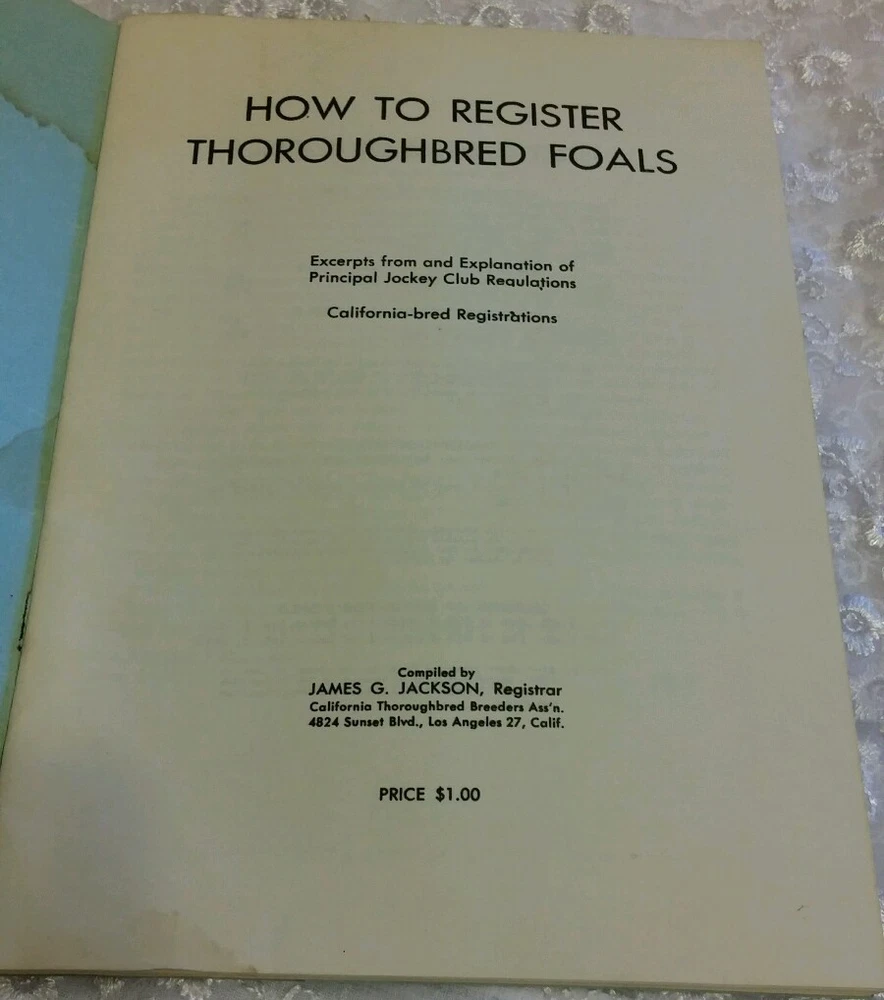 HOW TO REGISTER
THOROUGHBRED FOALS
Excerpts from and Explanation of
Principal Jockey Club Regulations
California-bred Registrations
Compiled by
JAMES G. JACKSON, Registrar
California Thoroughbred Breeders Ass'n.
4824 Sunset Blvd., Los Angeles 27, Calif.
PRICE $1.00